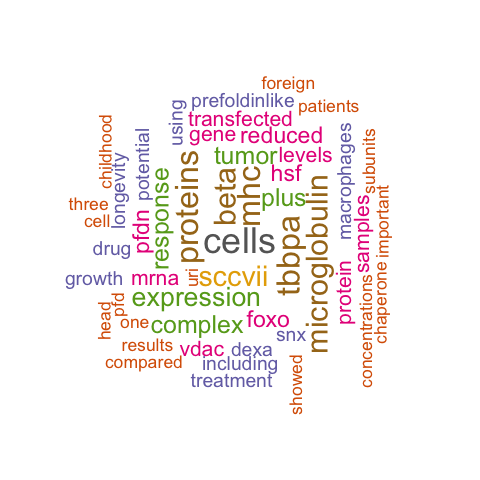 foreign
prefoldinlike
patients
transfected
using
gene
reduced
childhood
longevity
potential
tumor
levels
macrophages
subunits
hsf
response
proteins
beta
mhc
plus
three
cell
pfdn
cells
tbbpa
microglobulin
samples
important
drug
growth
mrna
uri
sccvii
protein
chaperone
expression
concentrations
head
pfd
one
complex
foxo
snx
results
vdac
dexa
compared
including
treatment
showed